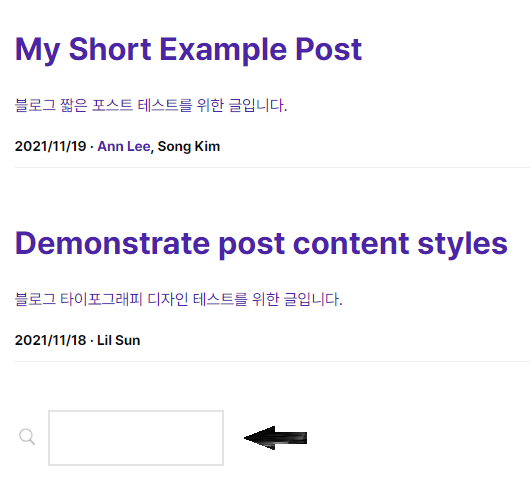 My Short Example Post
블로그 짧은 포스트 테스트를 위한 글입니다.
2021/11/19 · Ann Lee, Song Kim
Demonstrate post content styles
블로그 타이포그래피 디자인 테스트를 위한 글입니다.
2021/11/18 · Lil Sun